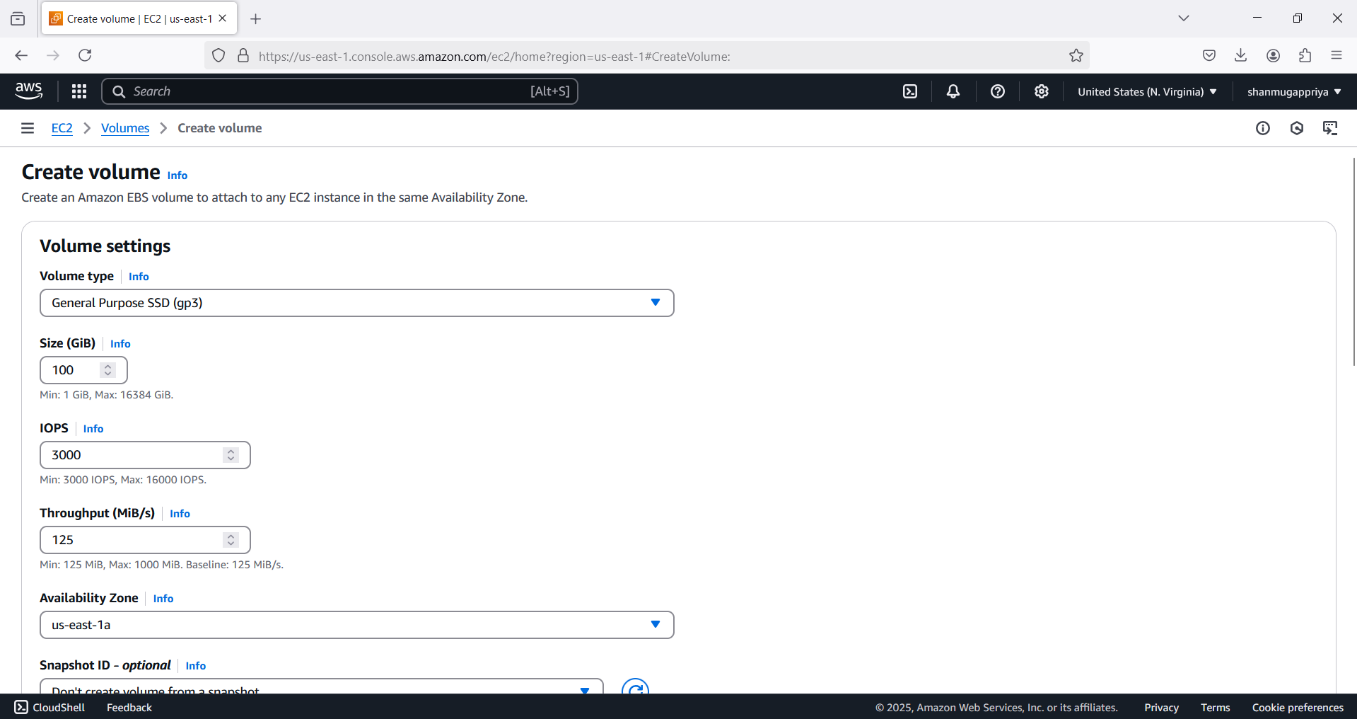 Create volume | EC2 | us-east-1
https://us-east-1.console.aws.amazon.com/ec2/home?region=us-east-1#CreateVolume:
aws
Search [Alt+S]
United States (N. Virginia)
shanmugappriya
EC2 > Volumes > Create volume
Create volume Info
Create an Amazon EBS volume to attach to any EC2 instance in the same Availability Zone.
Volume settings
Volume type Info
General Purpose SSD (gp3)
Size (GiB) Info
100
Min: 1 GiB, Max: 16384 GiB.
IOPS Info
3000
Min: 3000 IOPS, Max: 16000 IOPS.
Throughput (MiB/s) Info
125
Min: 125 MiB, Max: 1000 MiB. Baseline: 125 MiB/s.
Availability Zone Info
us-east-1a
Snapshot ID - optional Info
Don't create volume from a snapshot
CloudShell Feedback
© 2025, Amazon Web Services, Inc. or its affiliates. Privacy Terms Cookie preferences